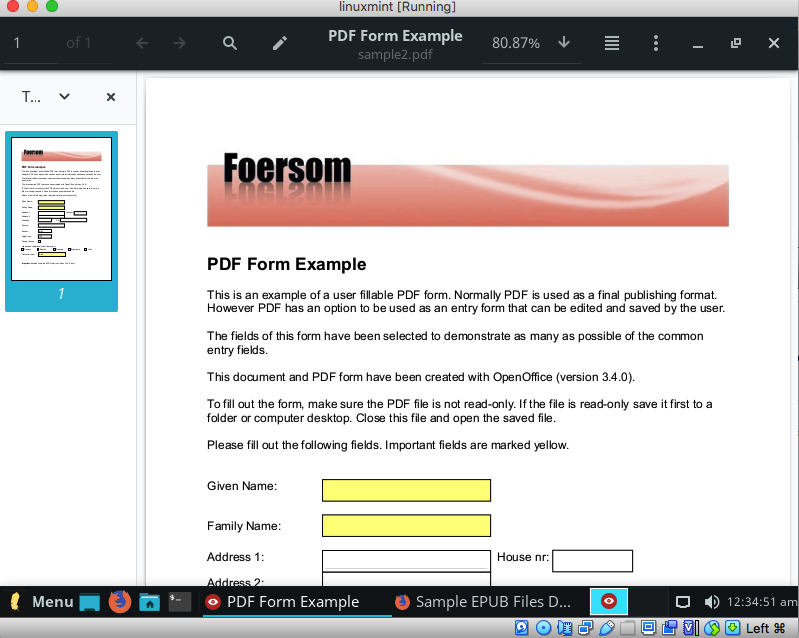 linuxmint [Running]
1 of 1
PDF Form Example
sample2.pdf
80.87%
T...
1
Foersom
PDF Form Example
This is an example of a user fillable PDF form. Normally PDF is used as a final publishing format.
However PDF has an option to be used as an entry form that can be edited and saved by the user.
The fields of this form have been selected to demonstrate as many as possible of the common
entry fields.
This document and PDF form have been created with OpenOffice (version 3.4.0).
To fill out the form, make sure the PDF file is not read-only. If the file is read-only save it first to a
folder or computer desktop. Close this file and open the saved file.
Please fill out the following fields. Important fields are marked yellow.
Given Name:
Family Name:
Address 1: House nr:
Address 2:
Menu PDF Form Example Sample EPUB Files D... 12:34:51 am
Left ⌘